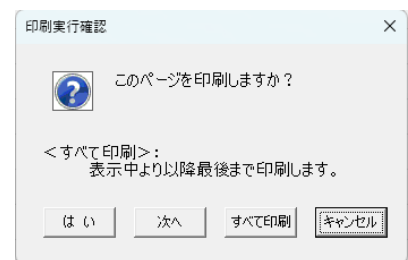 印刷実行確認
このページを印刷しますか？
＜すべて印刷＞：
表示中より以降最後まで印刷します。
はい 次へ すべて印刷 キャンセル